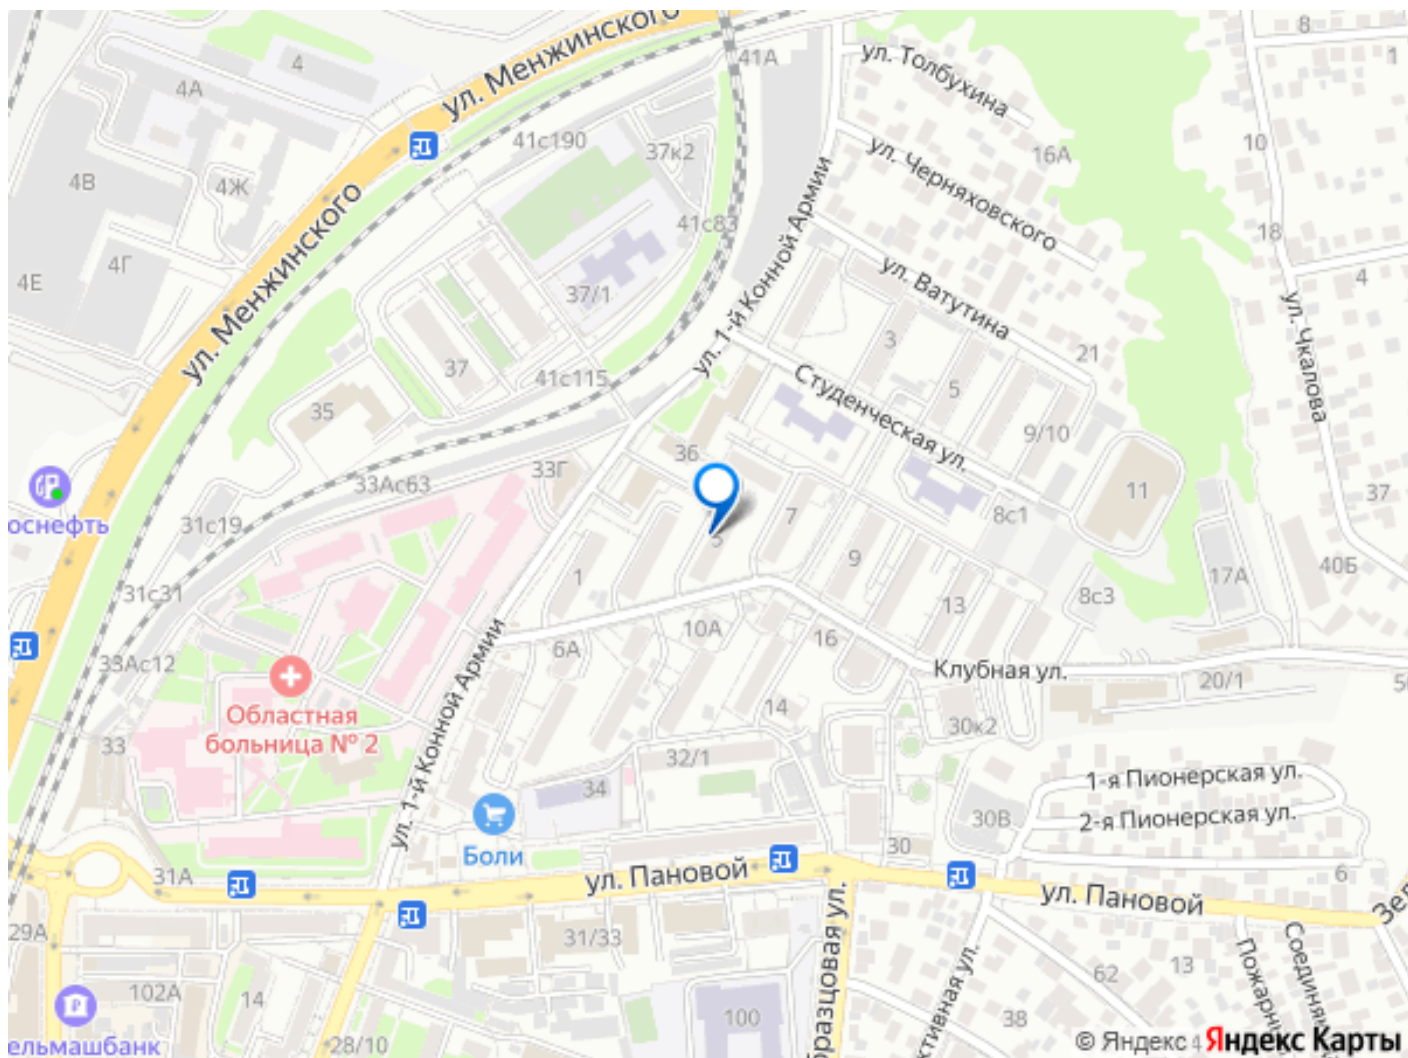 ул. Менжинского
41А
ул. Толбухина
8
1
4
4А
41с190
37к2
16А
10
ул. Черняховского
4В
4Ж
ул. Менжинского
41с83
18
4Г
4Е
37/1
ул. 1-й Конной Армии
ул. Ватутина
4
ул. Чкалова
3
21
37
41с115
Студенческая ул.
5
35
9/10
36
33Г
33Ас63
11
37
оснефть
31с19
7
8с1
5
9
40Б
17А
1
31с31
13
8с3
10А
16
6А
33Ас12
ул. 1-й Конной Армии
Клубная ул.
20/1
Областная
больница № 2
14
30к2
33
32/1
1-я Пионерская ул.
34
2-я Пионерская ул.
30В
Боли
30
31А
ул. Пановой
6
ул. Пановой
29А
31/33
бразцовая ул.
62
13
102А
14
100
38
28/10
ельмашбанк
© Яндекс
4
Яндекс Карты